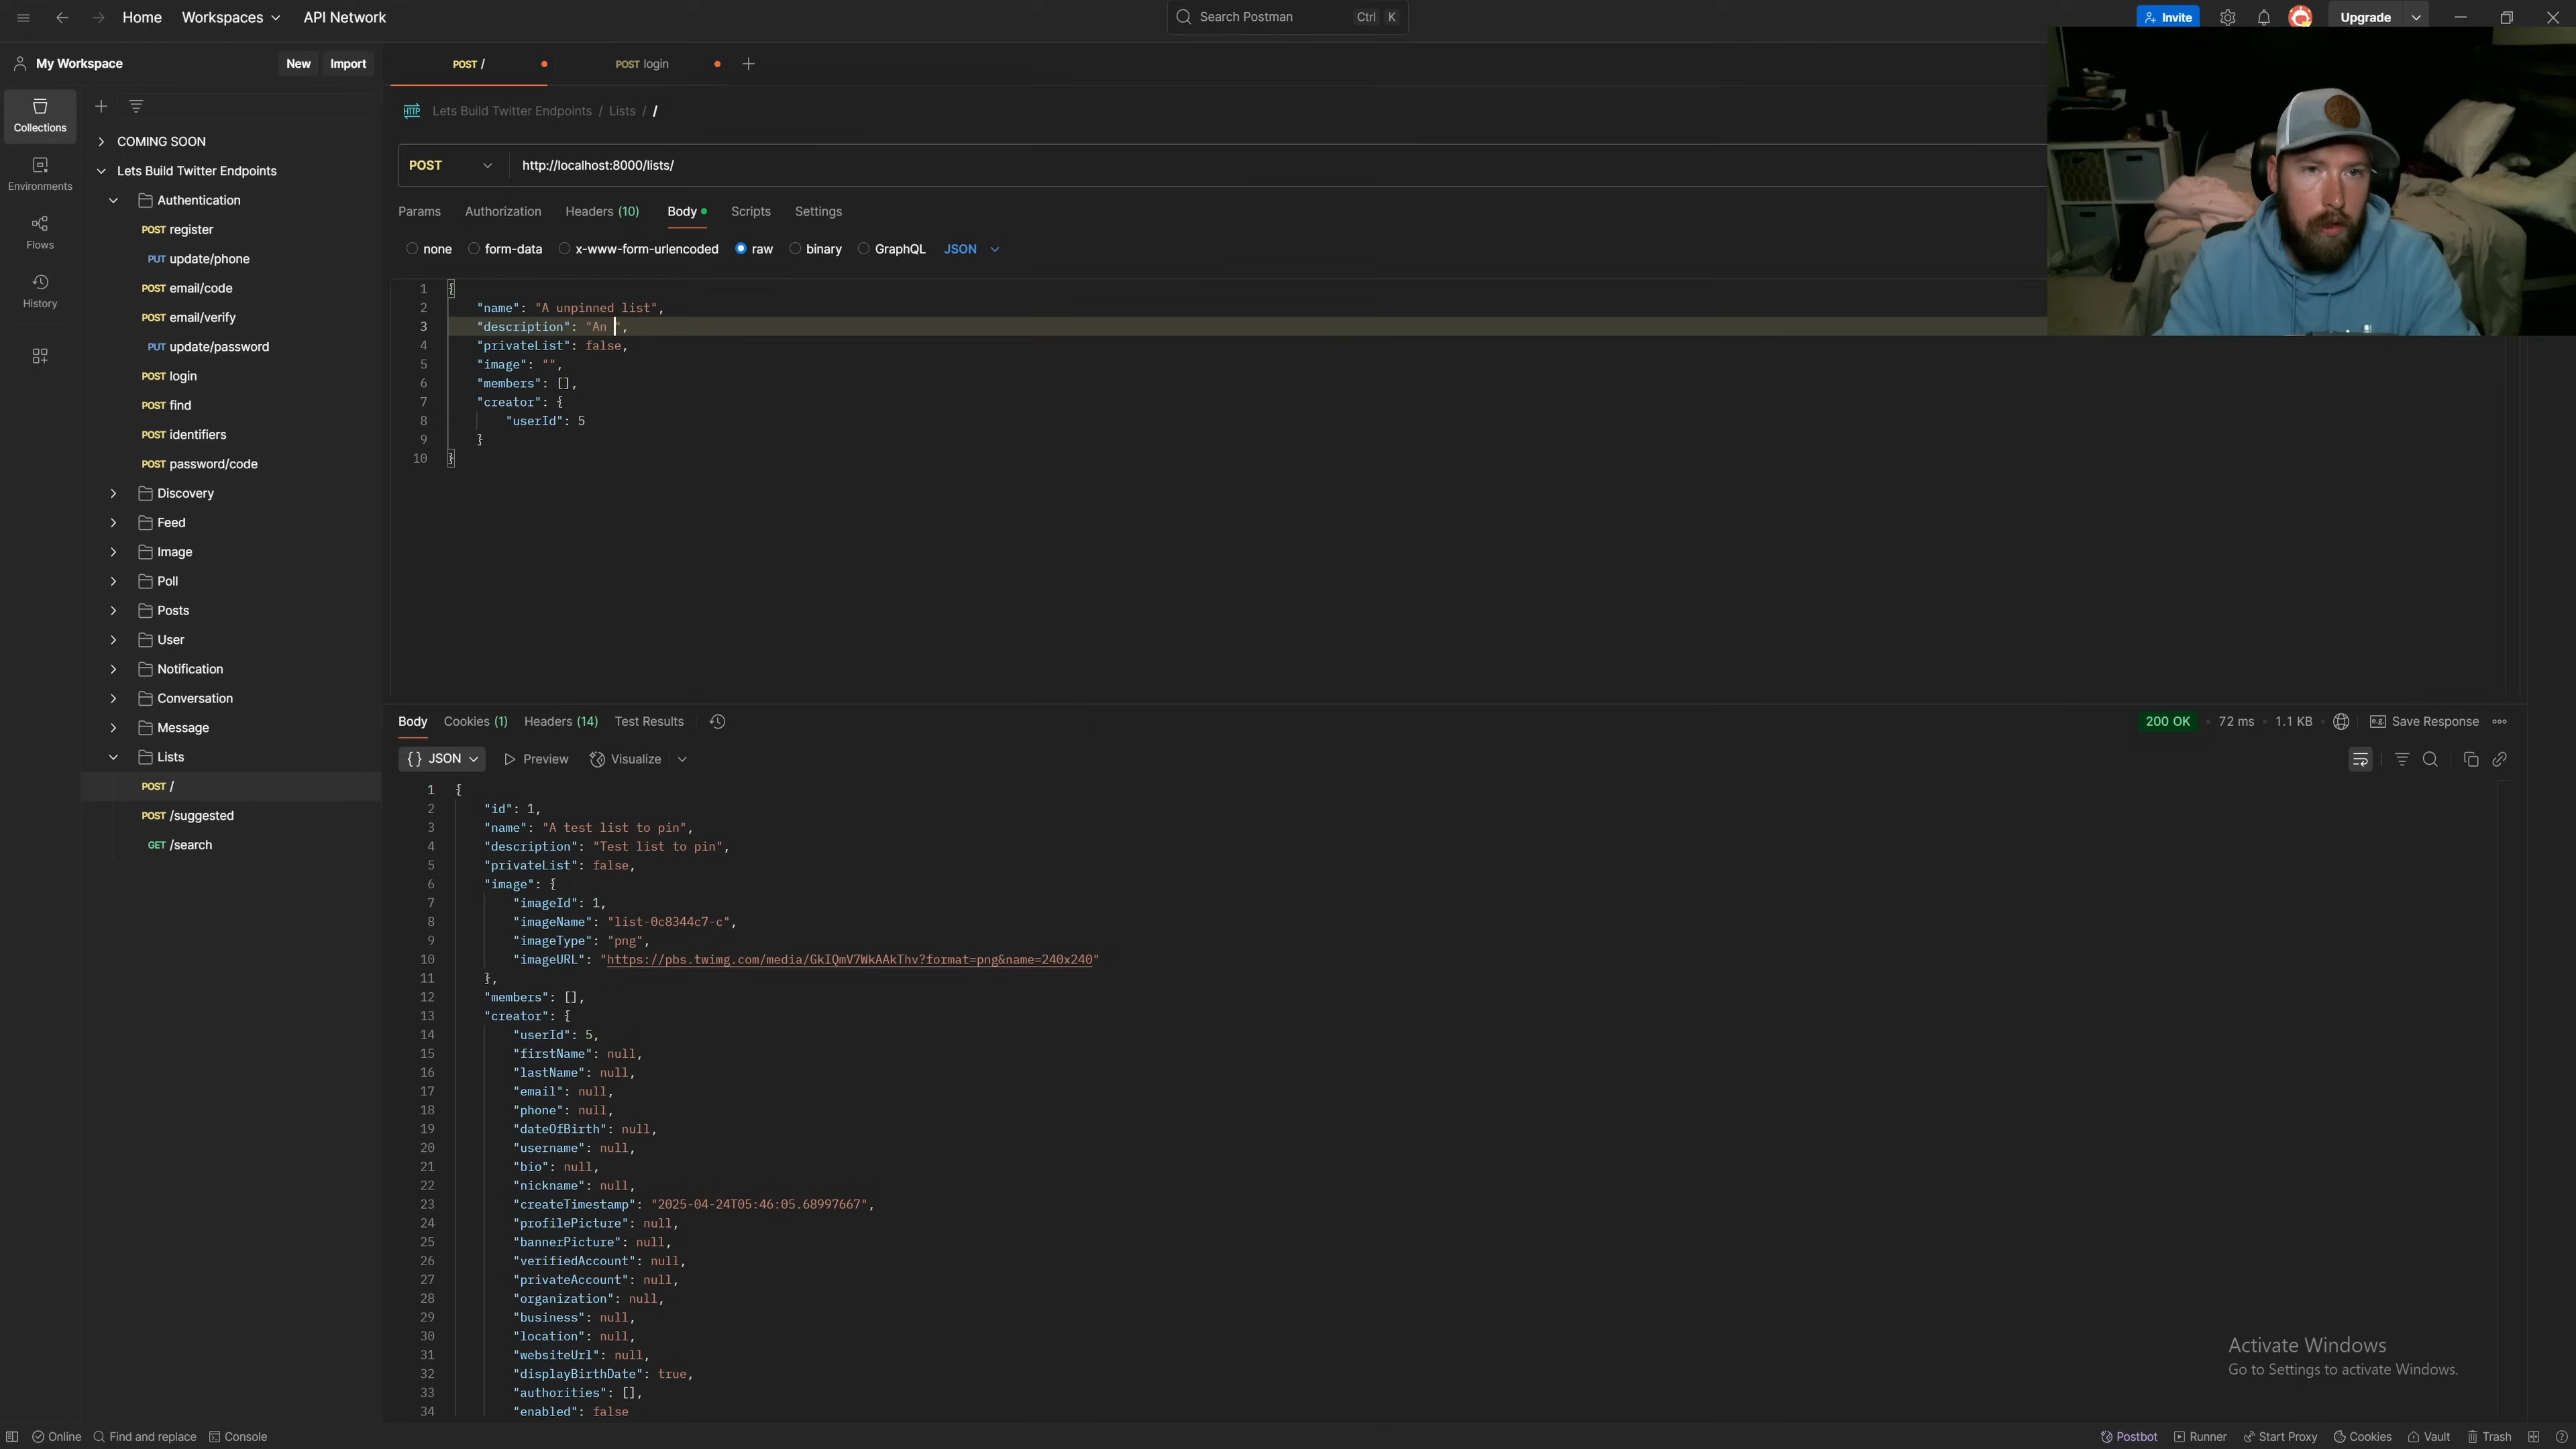 Home Workspaces API Network Search Postman Ctrl K Invite Upgrade
My Workspace New Import POST / POST login
Collections
Environments
Flows
History
COMING SOON
Lets Build Twitter Endpoints
Authentication
POST register
PUT update/phone
POST email/code
POST email/verify
PUT update/password
POST login
POST find
POST identifiers
POST password/code
Discovery
Feed
Image
Poll
Posts
User
Notification
Conversation
Message
Lists
POST /
POST /suggested
GET /search
HTTP Lets Build Twitter Endpoints / Lists / /
POST http://localhost:8000/lists/
Params Authorization Headers (10) Body Scripts Settings
none form-data x-www-form-urlencoded raw binary GraphQL JSON
1 {
2 "name": "A unpinned list",
3 "description": "An ",
4 "privateList": false,
5 "image": "",
6 "members": [],
7 "creator": {
8 "userId": 5
9 }
10 }
Body Cookies (1) Headers (14) Test Results 200 OK 72 ms 1.1 KB Save Response
{} JSON Preview Visualize
1 {
2 "id": 1,
3 "name": "A test list to pin",
4 "description": "Test list to pin",
5 "privateList": false,
6 "image": {
7 "imageId": 1,
8 "imageName": "list-0c8344c7-c",
9 "imageType": "png",
10 "imageURL": "https://pbs.twimg.com/media/GkIQmV7WkAAkThv?format=png&name=240x240"
11 },
12 "members": [],
13 "creator": {
14 "userId": 5,
15 "firstName": null,
16 "lastName": null,
17 "email": null,
18 "phone": null,
19 "dateOfBirth": null,
20 "username": null,
21 "bio": null,
22 "nickname": null,
23 "createTimestamp": "2025-04-24T05:46:05.68997667",
24 "profilePicture": null,
25 "bannerPicture": null,
26 "verifiedAccount": null,
27 "privateAccount": null,
28 "organization": null,
29 "business": null,
30 "location": null,
31 "websiteUrl": null,
32 "displayBirthDate": true,
33 "authorities": [],
34 "enabled": false
Activate Windows
Go to Settings to activate Windows.
Online Find and replace Console Postbot Runner Start Proxy Cookies Vault Trash